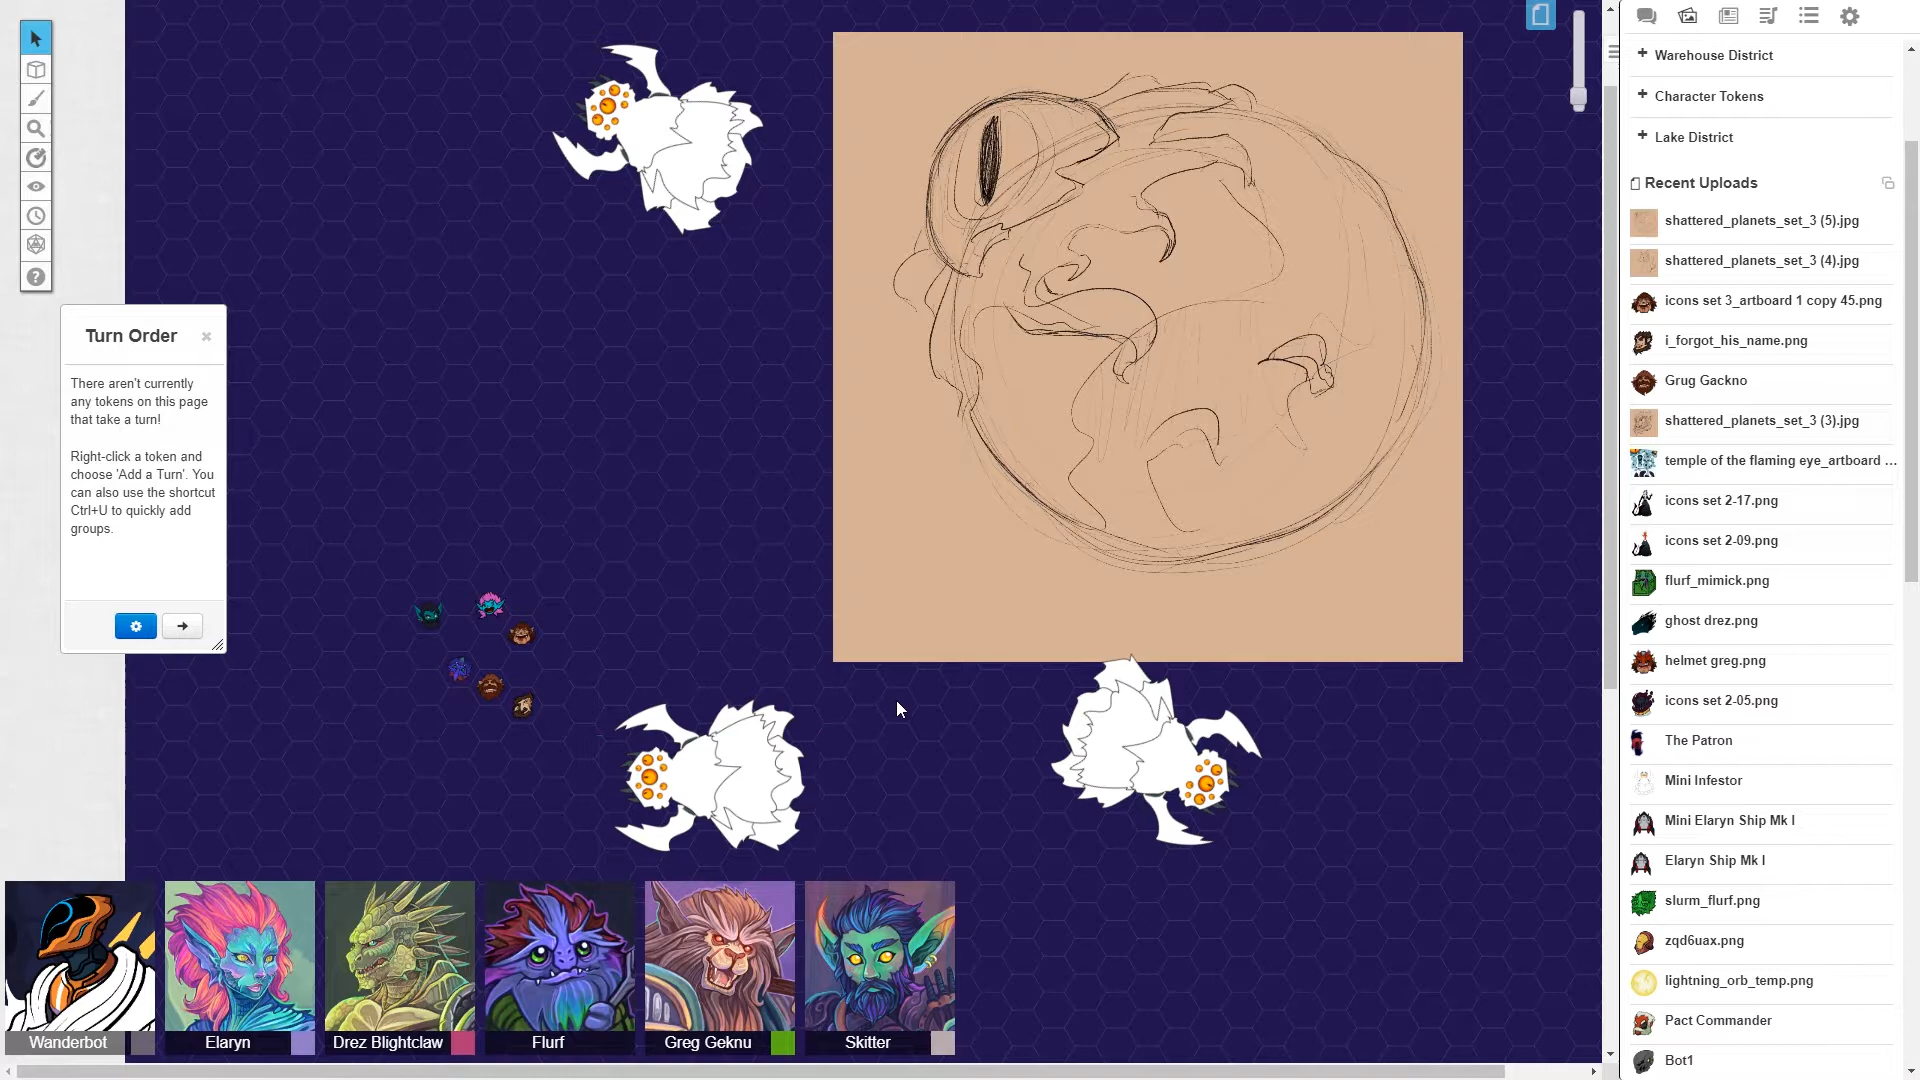 Warehouse District
Character Tokens
Lake District
Recent Uploads
shattered_planets_set_3 (5).jpg
shattered_planets_set_3 (4).jpg
icons set 3_artboard 1 copy 45.png
i_forgot_his_name.png
Grug Gackno
shattered_planets_set_3 (3).jpg
temple of the flaming eye_artboard ...
icons set 2-17.png
icons set 2-09.png
flurf_mimick.png
ghost drez.png
helmet greg.png
icons set 2-05.png
The Patron
Mini Infestor
Mini Elaryn Ship Mk I
Elaryn Ship Mk I
slurm_flurf.png
zqd6uax.png
lightning_orb_temp.png
Pact Commander
Bot1
Turn Order
There aren't currently
any tokens on this page
that take a turn!
Right-click a token and
choose 'Add a Turn'. You
can also use the shortcut
Ctrl+U to quickly add
groups.
Wanderbot
Elaryn
Drez Blightclaw
Flurf
Greg Geknu
Skitter